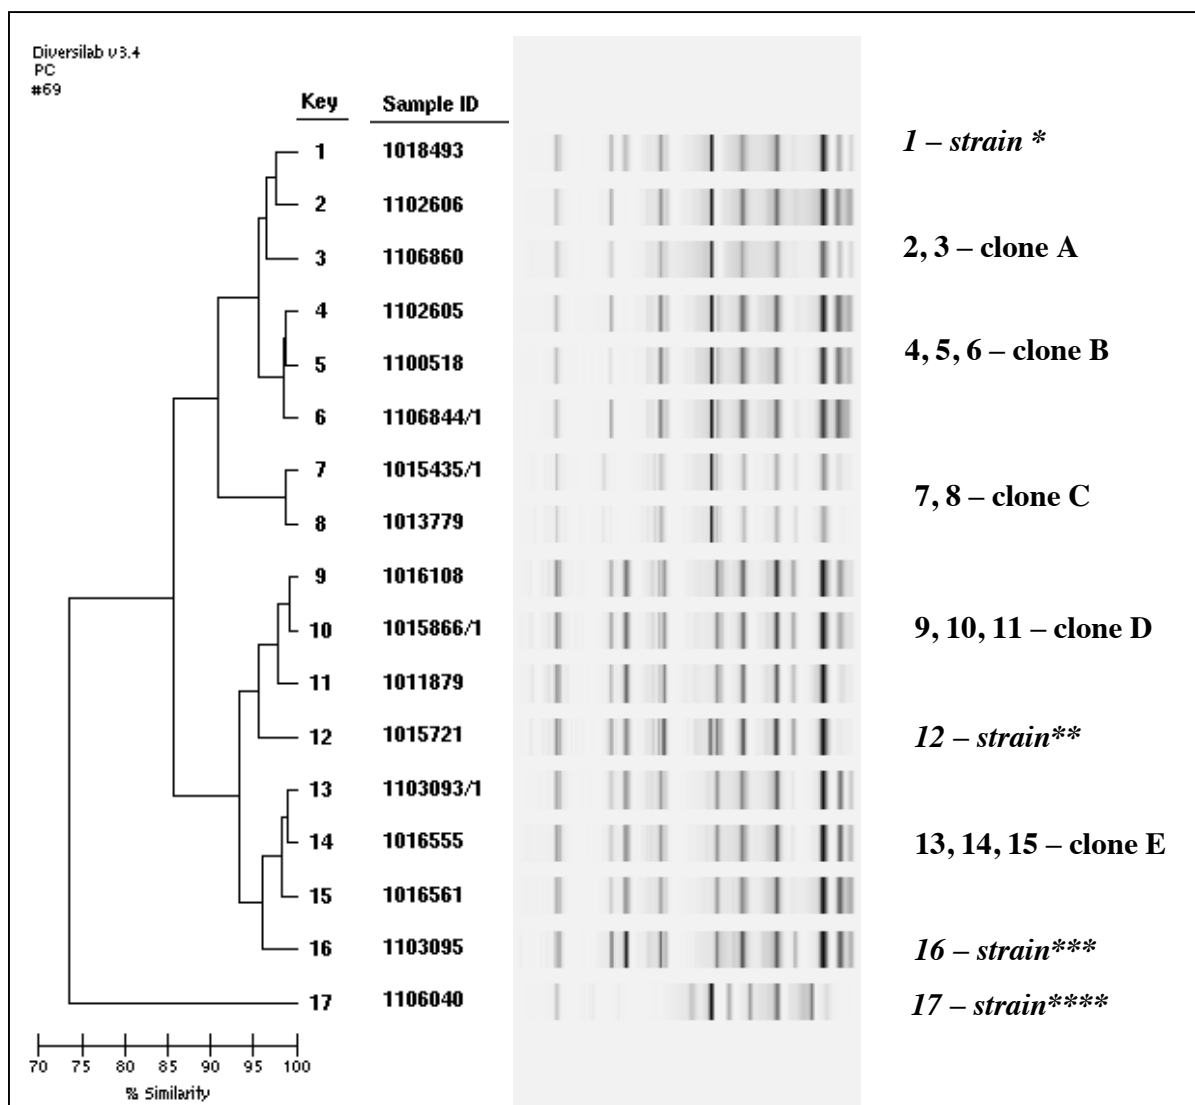 Diversilab v3.4
PC
#69
Key Sample ID
1 1018493 1 – strain *
2 1102606
2, 3 – clone A
3 1106860
4 1102605
4, 5, 6 – clone B
5 1100518
6 1106844/1
7 1015435/1
7, 8 – clone C
8 1013779
9 1016108
10 1015866/1 9, 10, 11 – clone D
11 1011879
12 1015721 12 – strain**
13 1103093/1
14 1016555 13, 14, 15 – clone E
15 1016561
16 1103095 16 – strain***
17 1106040 17 – strain****
70 75 80 85 90 95 100
% Similarity